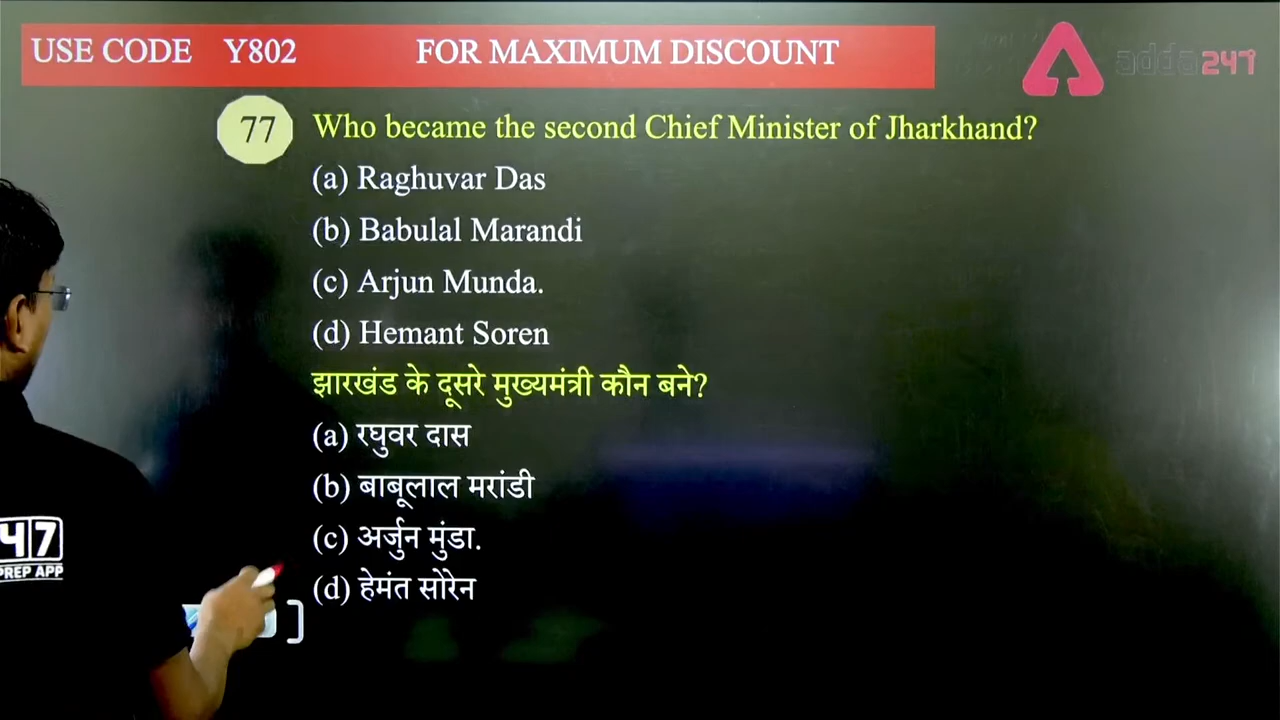 USE CODE Y802 FOR MAXIMUM DISCOUNT
adda247
77 Who became the second Chief Minister of Jharkhand?
(a) Raghuvar Das
(b) Babulal Marandi
(c) Arjun Munda.
(d) Hemant Soren
झारखंड के दूसरे मुख्यमंत्री कौन बने?
(a) रघुवर दास
(b) बाबूलाल मरांडी
(c) अर्जुन मुंडा.
(d) हेमंत सोरेन
47
PREP APP